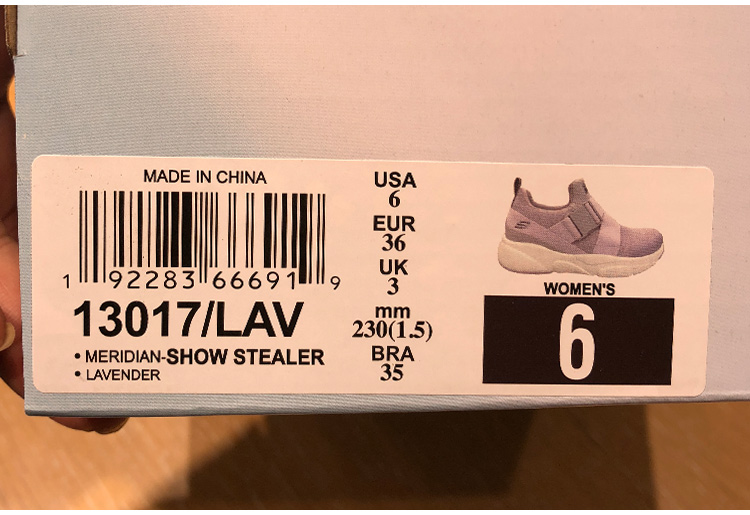 MADE IN CHINA
1 92283 66691 9
13017/LAV
• MERIDIAN-SHOW STEALER
• LAVENDER
USA
6
EUR
36
UK
3
mm
230(1.5)
BRA
35
WOMEN'S
6